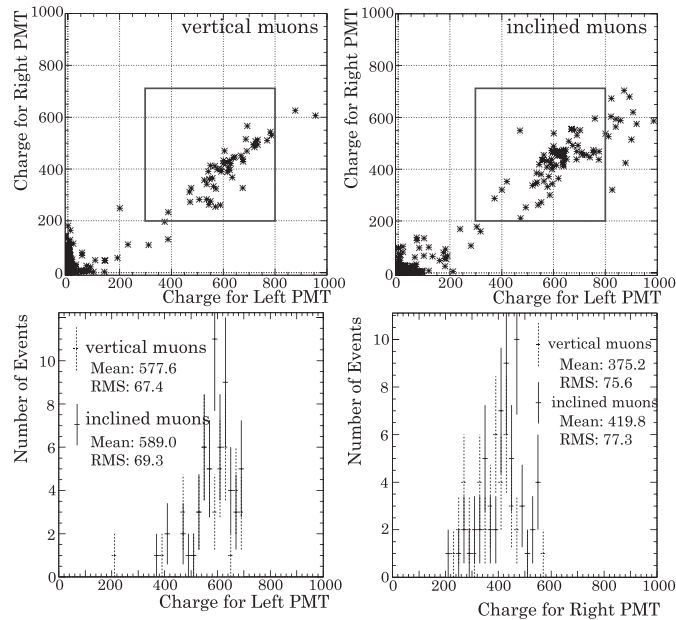 vertical muons
Charge for Right PMT
1000
800
600
400
200
0
0 200 400 600 800 1000
Charge for Left PMT
inclined muons
Charge for Right PMT
1000
800
600
400
200
0
0 200 400 600 800 1000
Charge for Left PMT
Number of Events
10
8
6
4
2
0
vertical muons
Mean: 577.6
RMS: 67.4
inclined muons
Mean: 589.0
RMS: 69.3
0 200 400 600 800 1000
Charge for Left PMT
Number of Events
10
8
6
4
2
0
vertical muons
Mean: 375.2
RMS: 75.6
inclined muons
Mean: 419.8
RMS: 77.3
0 200 400 600 800 1000
Charge for Right PMT